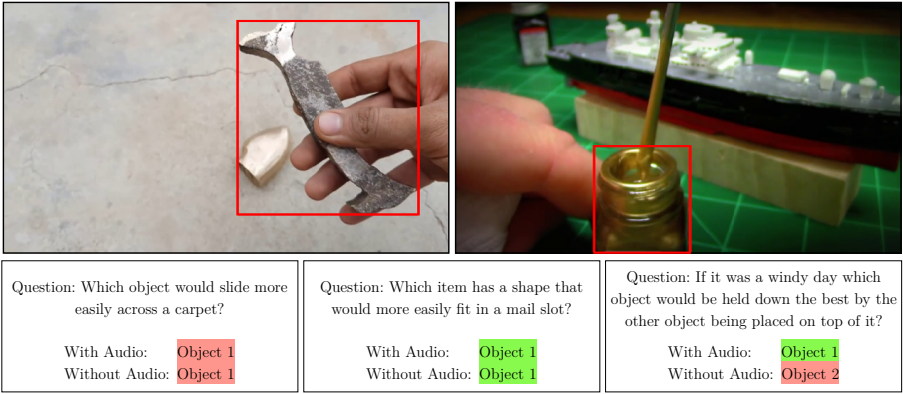 Question: Which object would slide more
easily across a carpet?
With Audio: Object 1
Without Audio: Object 1
Question: Which item has a shape that
would more easily fit in a mail slot?
With Audio: Object 1
Without Audio: Object 1
Question: If it was a windy day which
object would be held down the best by the
other object being placed on top of it?
With Audio: Object 1
Without Audio: Object 2